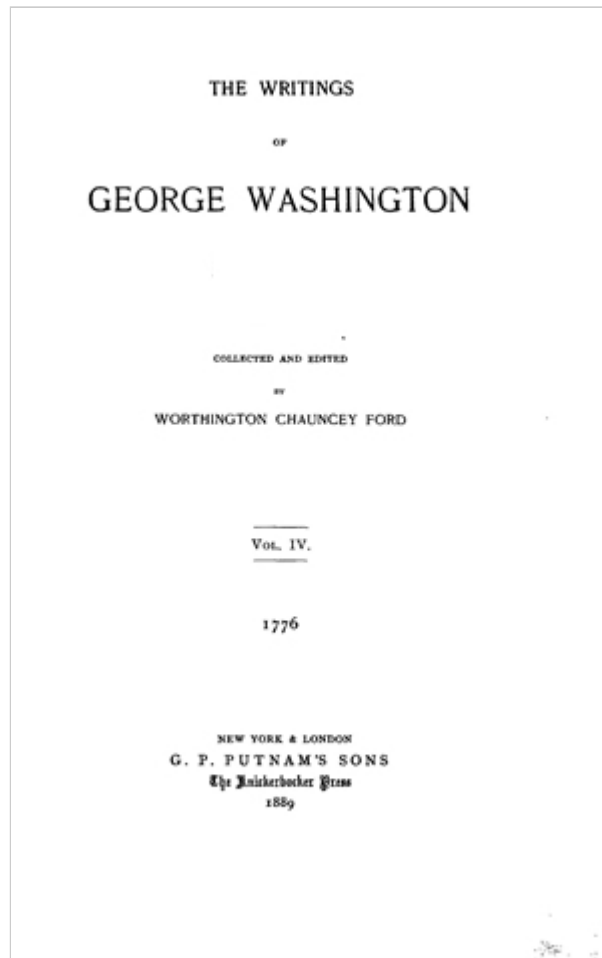 THE WRITINGS
OF
GEORGE WASHINGTON
COLLECTED AND EDITED
BY
WORTHINGTON CHAUNCEY FORD
VOL. IV.
1776
NEW YORK & LONDON
G. P. PUTNAM'S SONS
The Knickerbocker Press
1889